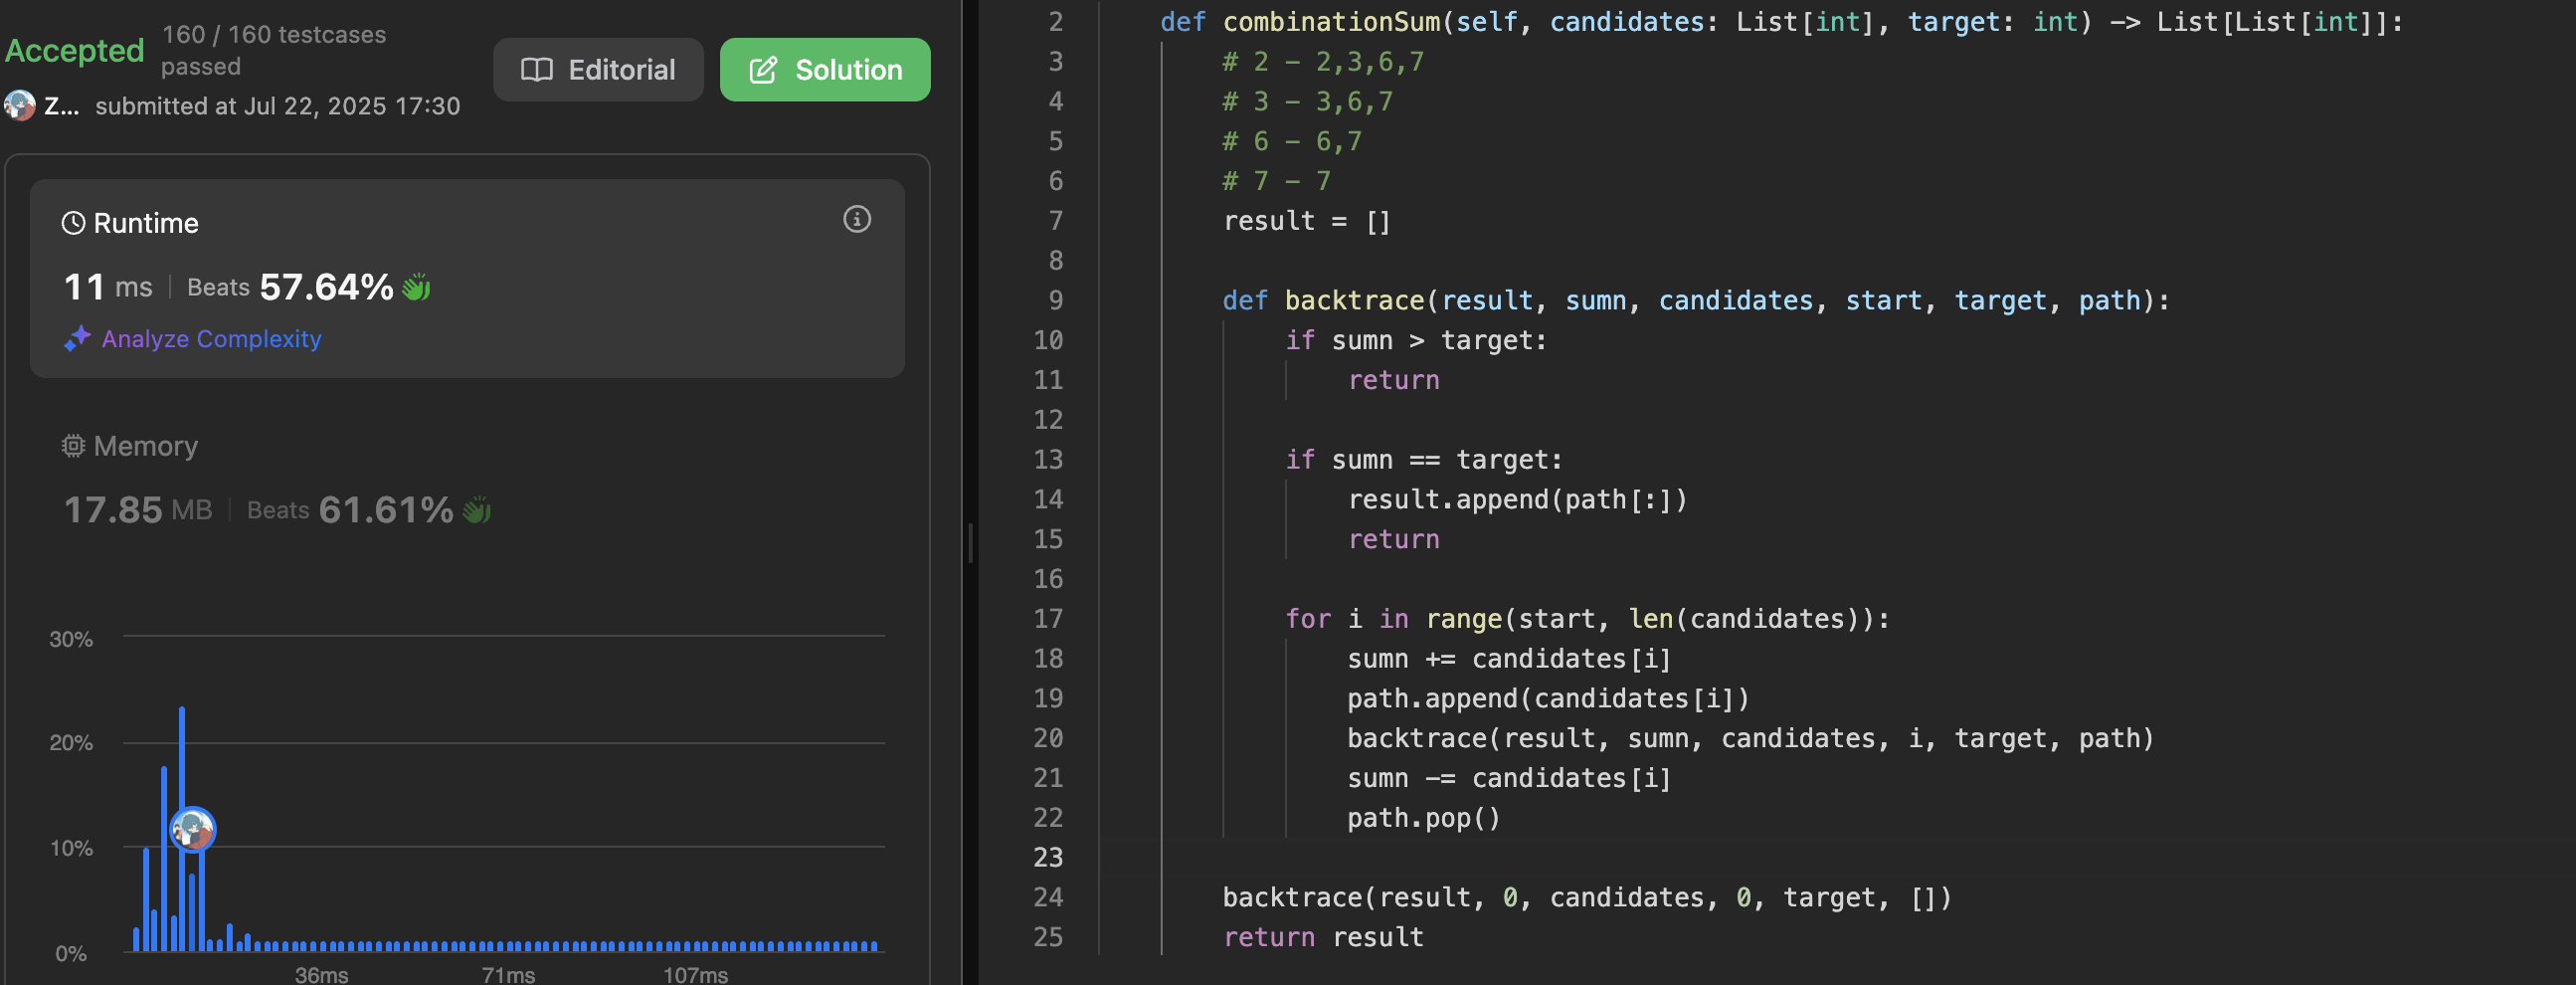 Accepted
160 / 160 testcases
passed
Editorial
Solution
Z... submitted at Jul 22, 2025 17:30
Runtime
11 ms | Beats 57.64%
Analyze Complexity
Memory
17.85 MB | Beats 61.61%
30%
20%
10%
0%
36ms 71ms 107ms
2 def combinationSum(self, candidates: List[int], target: int) -> List[List[int]]:
3 # 2 - 2,3,6,7
4 # 3 - 3,6,7
5 # 6 - 6,7
6 # 7 - 7
7 result = []
8
9 def backtrace(result, sumn, candidates, start, target, path):
10 if sumn > target:
11 return
12
13 if sumn == target:
14 result.append(path[:])
15 return
16
17 for i in range(start, len(candidates)):
18 sumn += candidates[i]
19 path.append(candidates[i])
20 backtrace(result, sumn, candidates, i, target, path)
21 sumn -= candidates[i]
22 path.pop()
23
24 backtrace(result, 0, candidates, 0, target, [])
25 return result